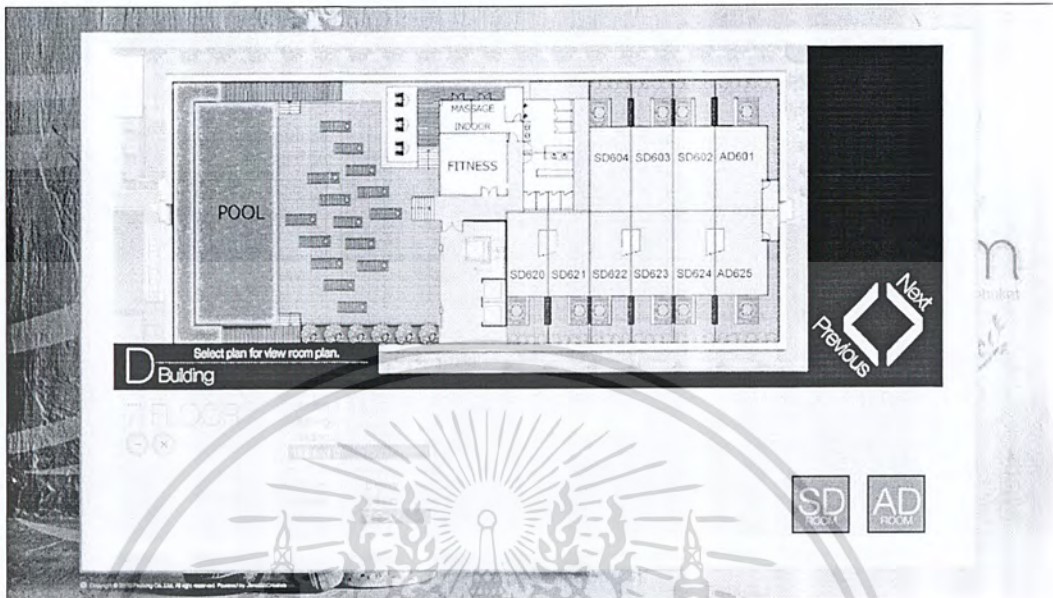 MASSAGE
INDOOR
FITNESS
POOL
SD604 SD603 SD602 AD601
SD620 SD621 SD622 SD623 SD624 AD625
Next
Previous
Select plan for view room plan.
D Building
SD
ROOM
AD
ROOM